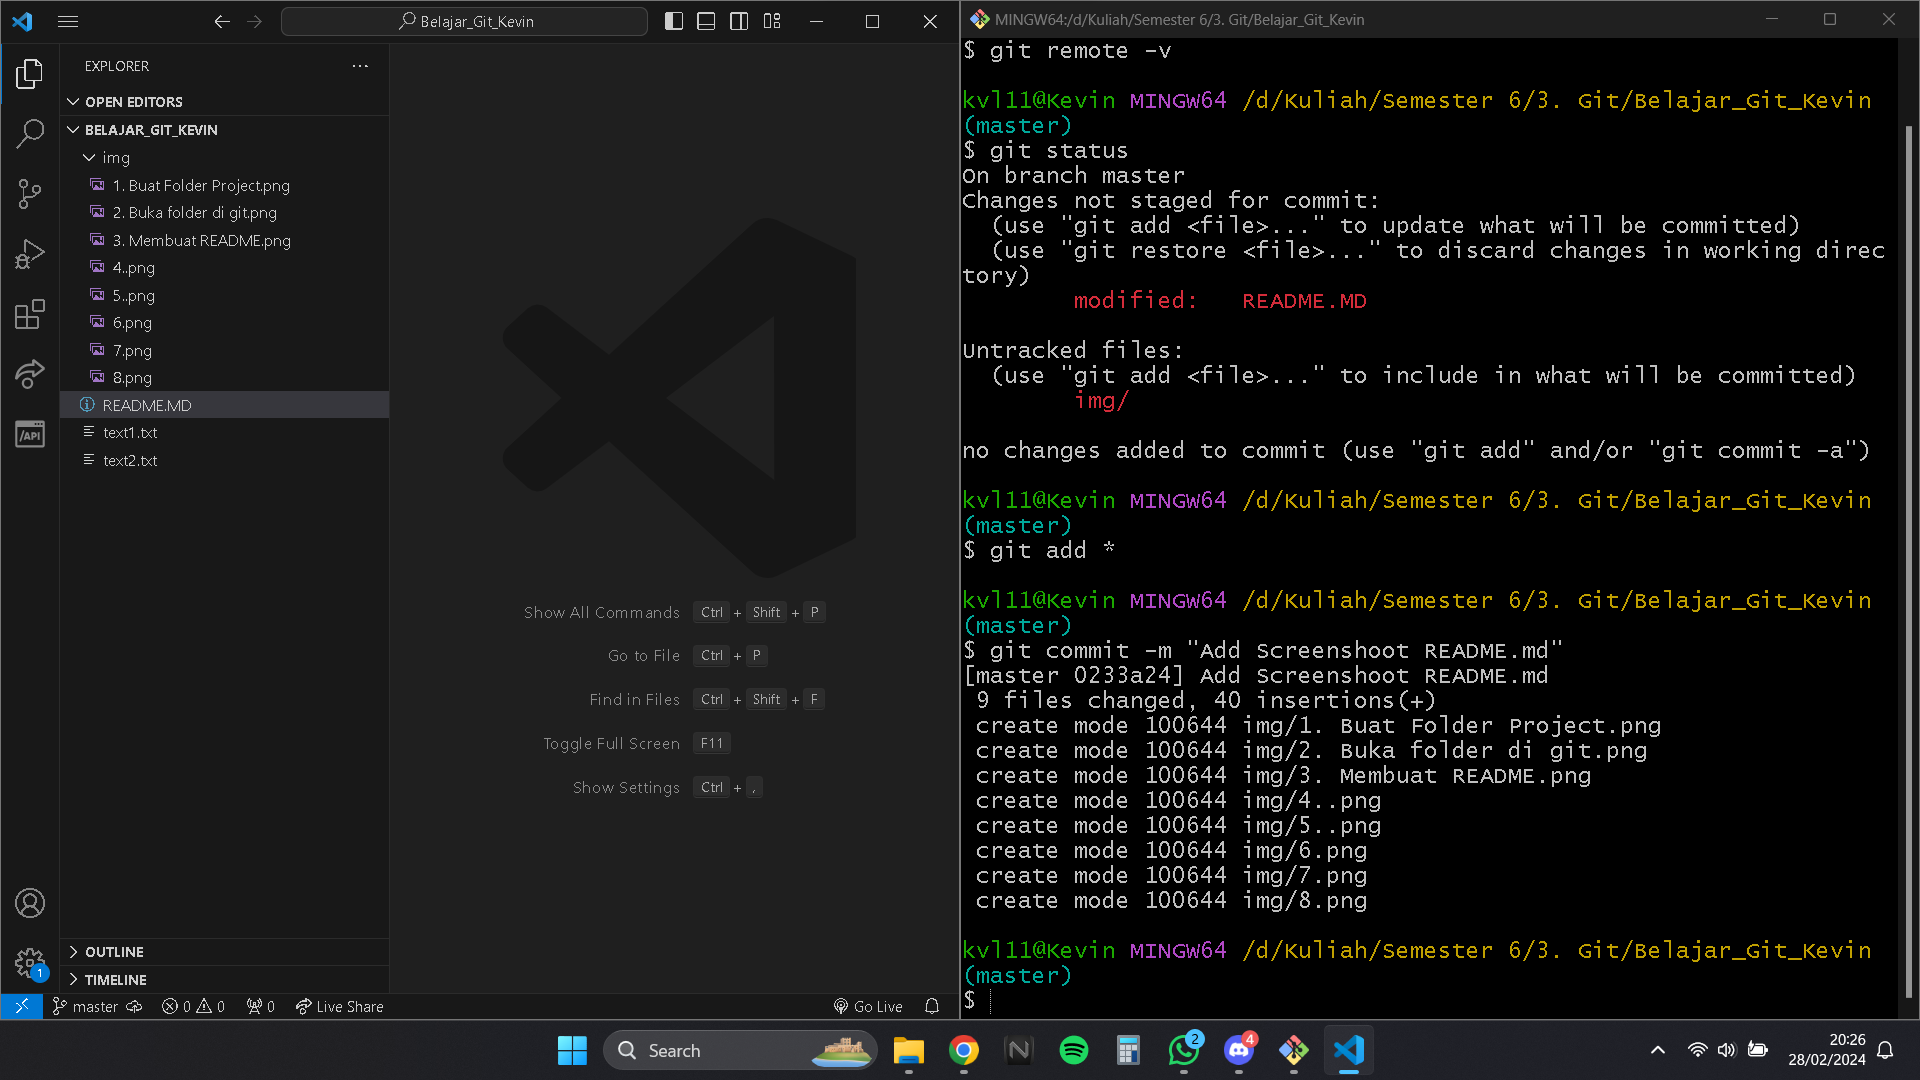 Belajar_Git_Kevin
EXPLORER
OPEN EDITORS
BELAJAR_GIT_KEVIN
img
1. Buat Folder Project.png
2. Buka folder di git.png
3. Membuat README.png
4..png
5..png
6.png
7.png
8.png
README.MD
text1.txt
text2.txt
/API
Show All Commands Ctrl + Shift + P
Go to File Ctrl + P
Find in Files Ctrl + Shift + F
Toggle Full Screen F11
Show Settings Ctrl + ,
OUTLINE
TIMELINE
1
master 0 0 0 Live Share Go Live
MINGW64:/d/Kuliah/Semester 6/3. Git/Belajar_Git_Kevin
$ git remote -v
kvl11@Kevin MINGW64 /d/Kuliah/Semester 6/3. Git/Belajar_Git_Kevin
(master)
$ git status
On branch master
Changes not staged for commit:
(use "git add <file>..." to update what will be committed)
(use "git restore <file>..." to discard changes in working direc
tory)
modified: README.MD
Untracked files:
(use "git add <file>..." to include in what will be committed)
img/
no changes added to commit (use "git add" and/or "git commit -a")
kvl11@Kevin MINGW64 /d/Kuliah/Semester 6/3. Git/Belajar_Git_Kevin
(master)
$ git add *
kvl11@Kevin MINGW64 /d/Kuliah/Semester 6/3. Git/Belajar_Git_Kevin
(master)
$ git commit -m "Add Screenshoot README.md"
[master 0233a24] Add Screenshoot README.md
9 files changed, 40 insertions(+)
create mode 100644 img/1. Buat Folder Project.png
create mode 100644 img/2. Buka folder di git.png
create mode 100644 img/3. Membuat README.png
create mode 100644 img/4..png
create mode 100644 img/5..png
create mode 100644 img/6.png
create mode 100644 img/7.png
create mode 100644 img/8.png
kvl11@Kevin MINGW64 /d/Kuliah/Semester 6/3. Git/Belajar_Git_Kevin
(master)
$
Search
2
4
20:26
28/02/2024